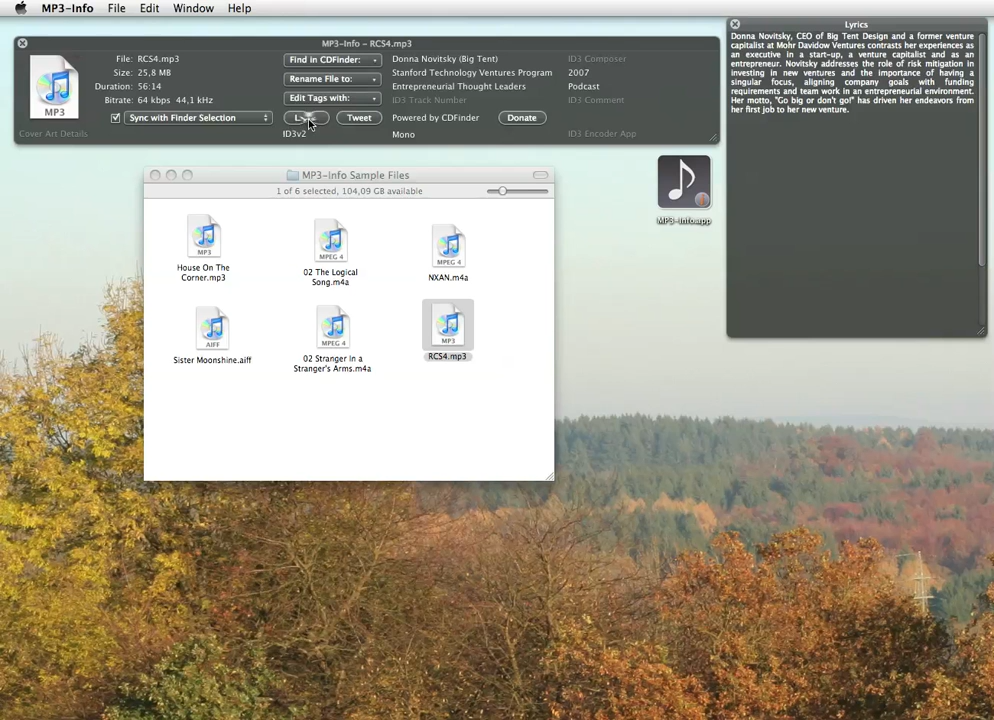 MP3-Info File Edit Window Help
MP3-Info – RCS4.mp3
MP3
File: RCS4.mp3
Size: 25,8 MB
Duration: 56:14
Bitrate: 64 kbps 44,1 kHz
Sync with Finder Selection
Cover Art Details
Find in CDFinder:
Rename File to:
Edit Tags with:
Tweet
ID3v2
Donna Novitsky (Big Tent)
Stanford Technology Ventures Program
Entrepreneurial Thought Leaders
ID3 Track Number
Powered by CDFinder
Mono
ID3 Composer
2007
Podcast
ID3 Comment
Donate
ID3 Encoder App
Lyrics
Donna Novitsky, CEO of Big Tent Design and a former venture
capitalist at Mohr Davidow Ventures contrasts her experiences as
an executive in a start-up, a venture capitalist and as an
entrepreneur. Novitsky addresses the role of risk mitigation in
investing in new ventures and the importance of having a
singular focus, aligning company goals with funding
requirements and team work in an entrepreneurial environment.
Her motto, "Go big or don't go!" has driven her endeavors from
her first job to her new venture.
MP3-Info.app
MP3-Info Sample Files
1 of 6 selected, 104,09 GB available
MP3
House On The
Corner.mp3
MPEG 4
02 The Logical
Song.m4a
MPEG 4
NXAN.m4a
AIFF
Sister Moonshine.aiff
MPEG 4
02 Stranger In a
Stranger's Arms.m4a
MP3
RCS4.mp3